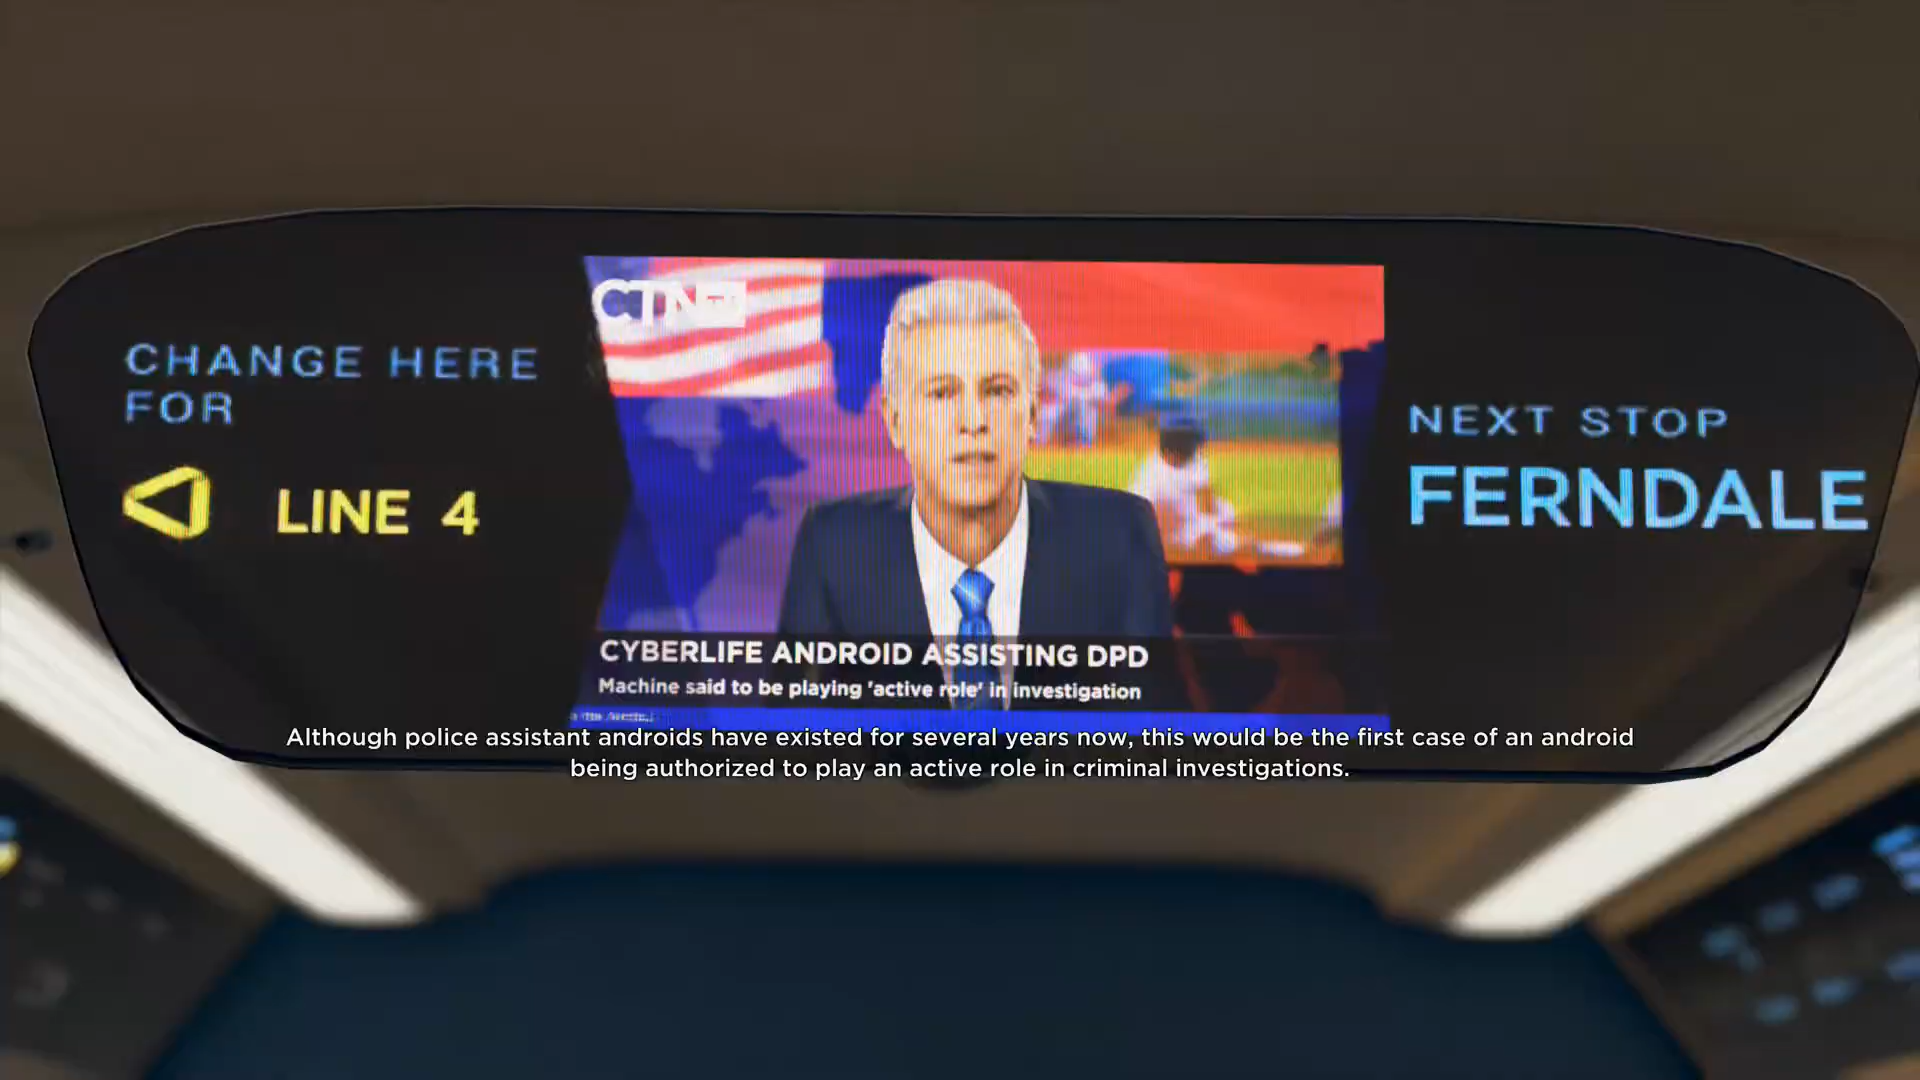 CHANGE HERE
FOR
LINE 4
CTN
NEXT STOP
FERNDALE
CYBERLIFE ANDROID ASSISTING DPD
Machine said to be playing 'active role' in investigation
Although police assistant androids have existed for several years now, this would be the first case of an android
being authorized to play an active role in criminal investigations.